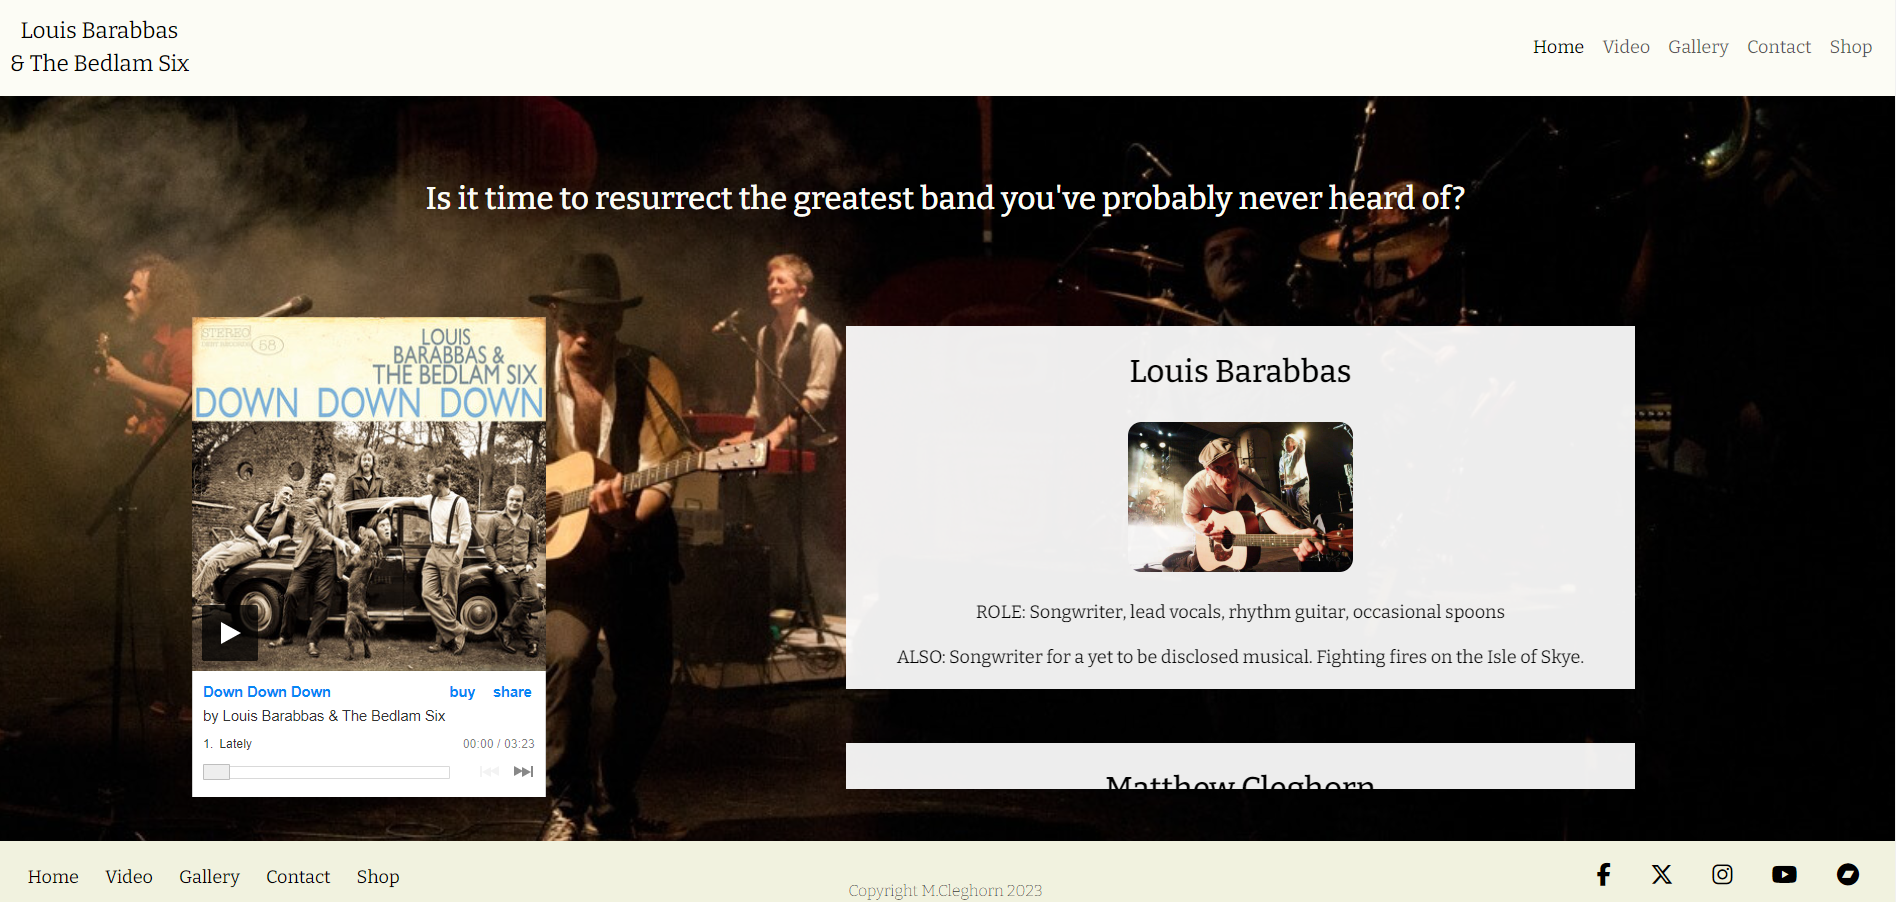 Louis Barabbas
& The Bedlam Six
Home Video Gallery Contact Shop
Is it time to resurrect the greatest band you've probably never heard of?
STEREO
58
LOUIS
BARABBAS &
THE BEDLAM SIX
DOWN DOWN DOWN
Down Down Down buy share
by Louis Barabbas & The Bedlam Six
1. Lately 00:00 / 03:23
Louis Barabbas
ROLE: Songwriter, lead vocals, rhythm guitar, occasional spoons
ALSO: Songwriter for a yet to be disclosed musical. Fighting fires on the Isle of Skye.
Matthew Cleghorn
Home Video Gallery Contact Shop
Copyright M.Cleghorn 2023